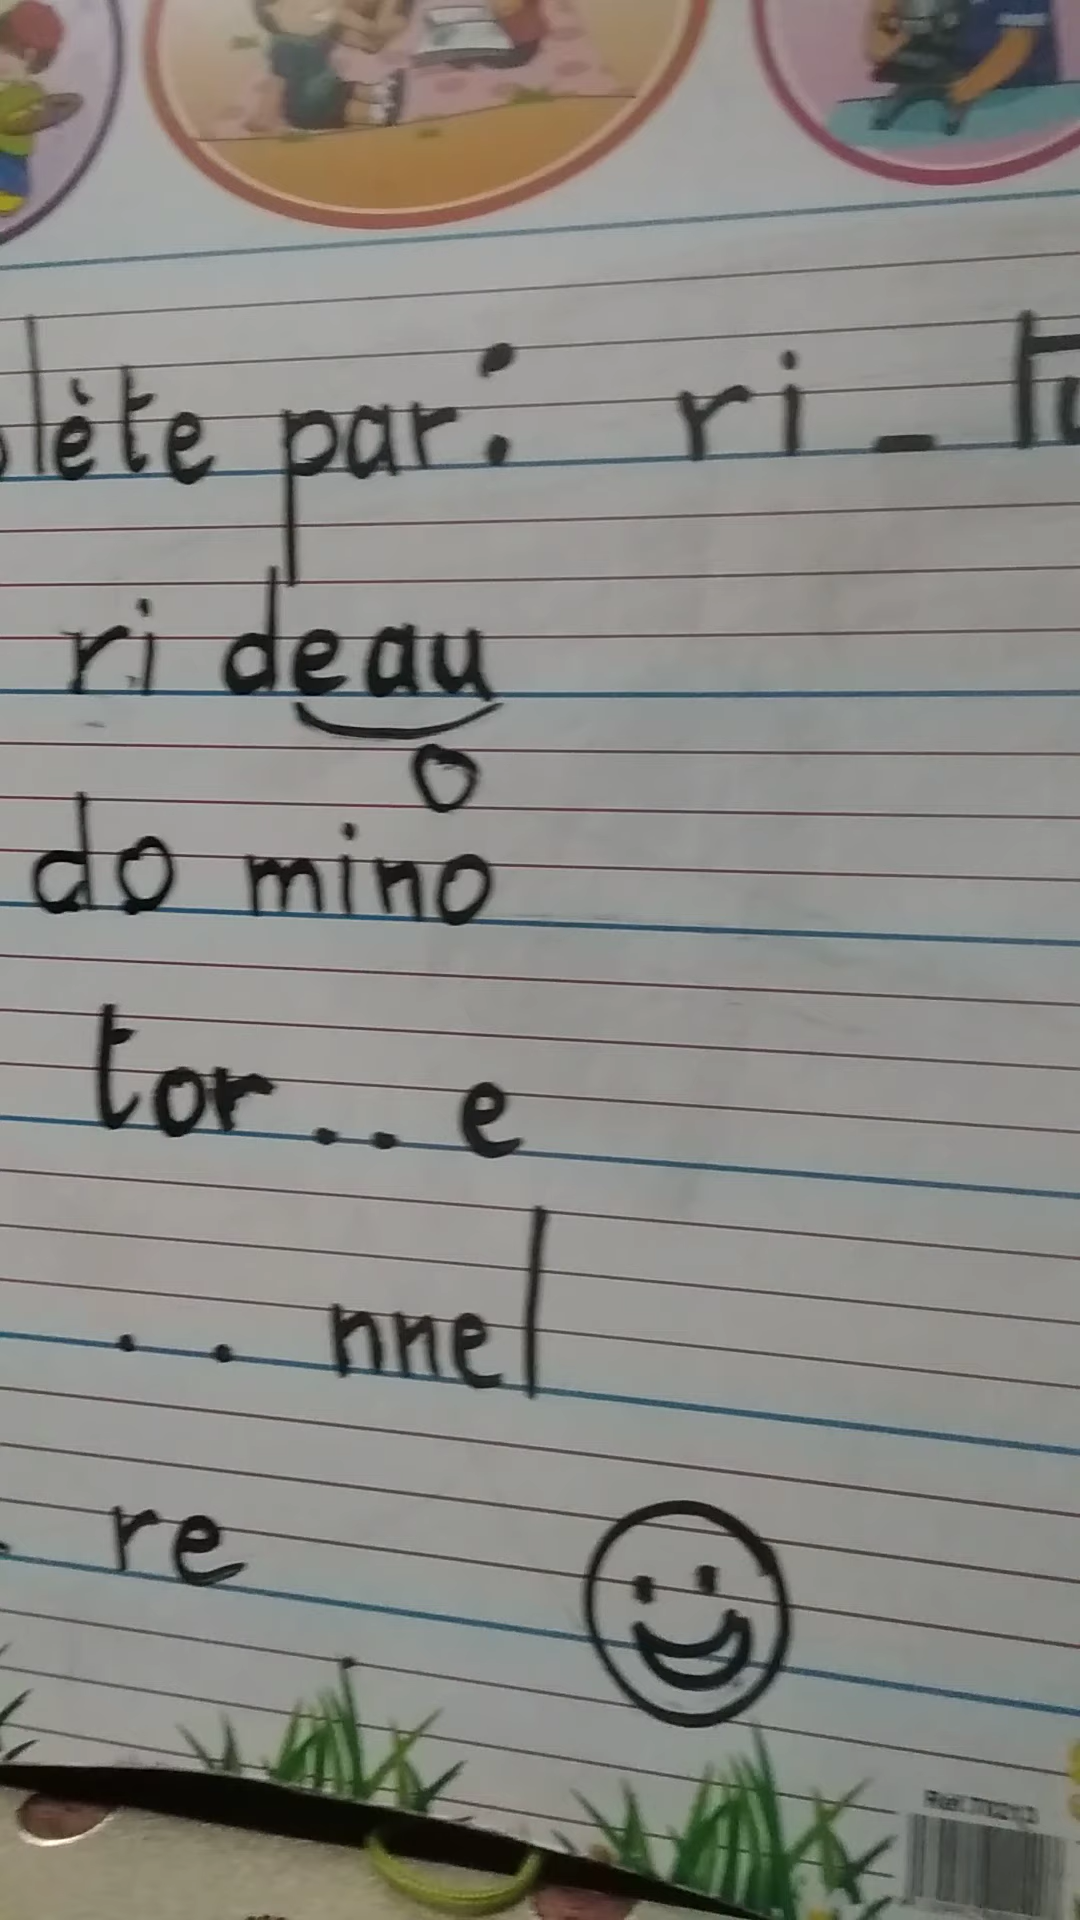 lète par: ri - tu
ri deau
o
do mino
tor.. e
.. nnel
. re